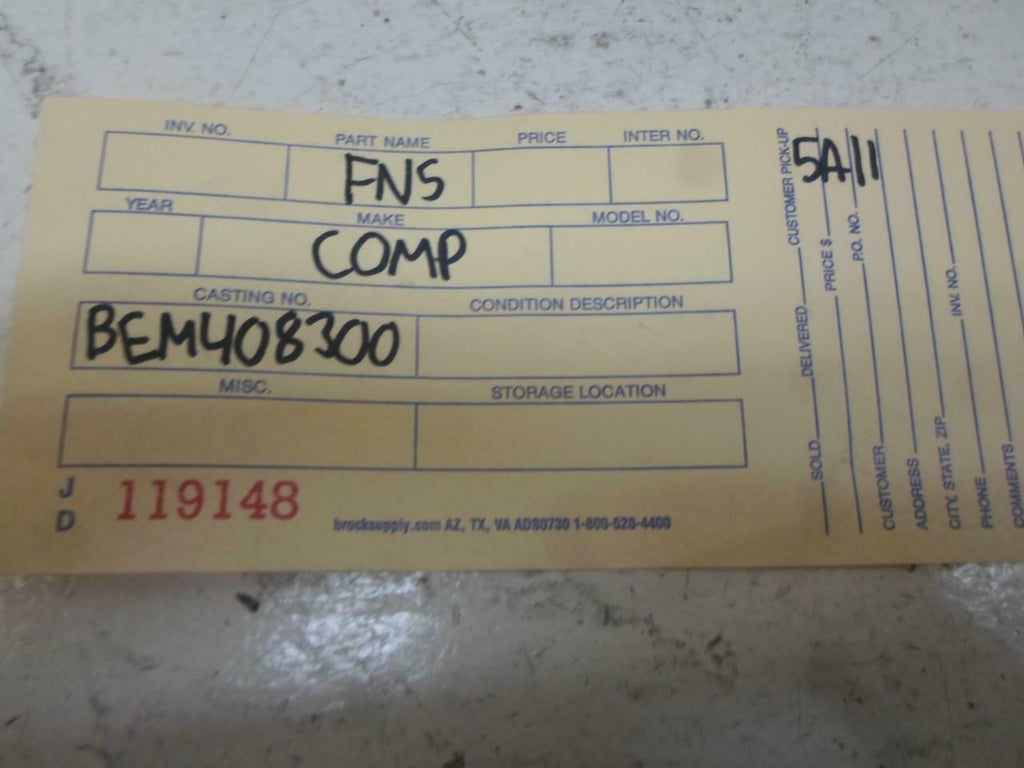 INV. NO. PART NAME PRICE INTER NO.
FNS
YEAR MAKE MODEL NO.
COMP
CASTING NO. CONDITION DESCRIPTION
BEM408300
MISC. STORAGE LOCATION
J
D
119148
brocksupply.com AZ, TX, VA AD80730 1-800-528-4400
5A11
SOLD DELIVERED CUSTOMER PICK-UP
PRICE $
P.O. NO.
CUSTOMER
ADDRESS
CITY, STATE, ZIP INV. NO.
PHONE
COMMENTS